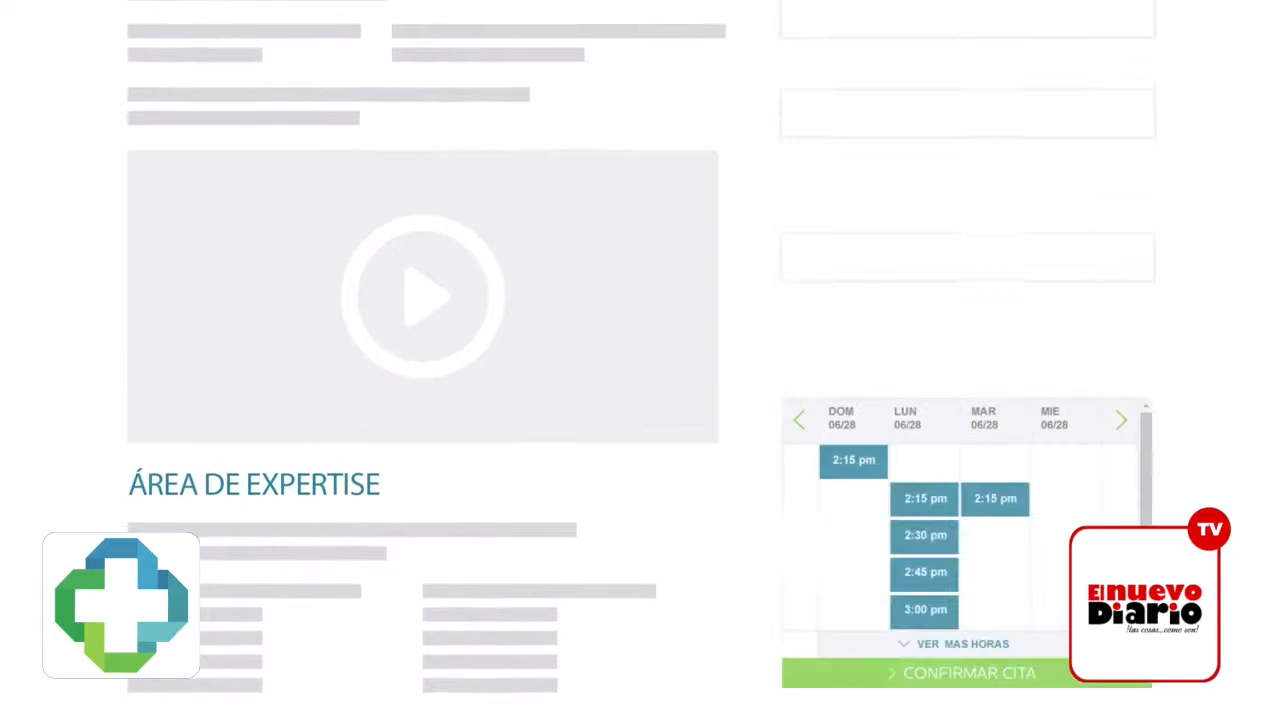 ÁREA DE EXPERTISE
DOM LUN MAR MIE
06/28 06/28 06/28 06/28
2:15 pm
2:15 pm 2:15 pm
2:30 pm
2:45 pm
3:00 pm
VER MAS HORAS
CONFIRMAR CITA
TV
El nuevo
Diario
¡las cosas...como son!